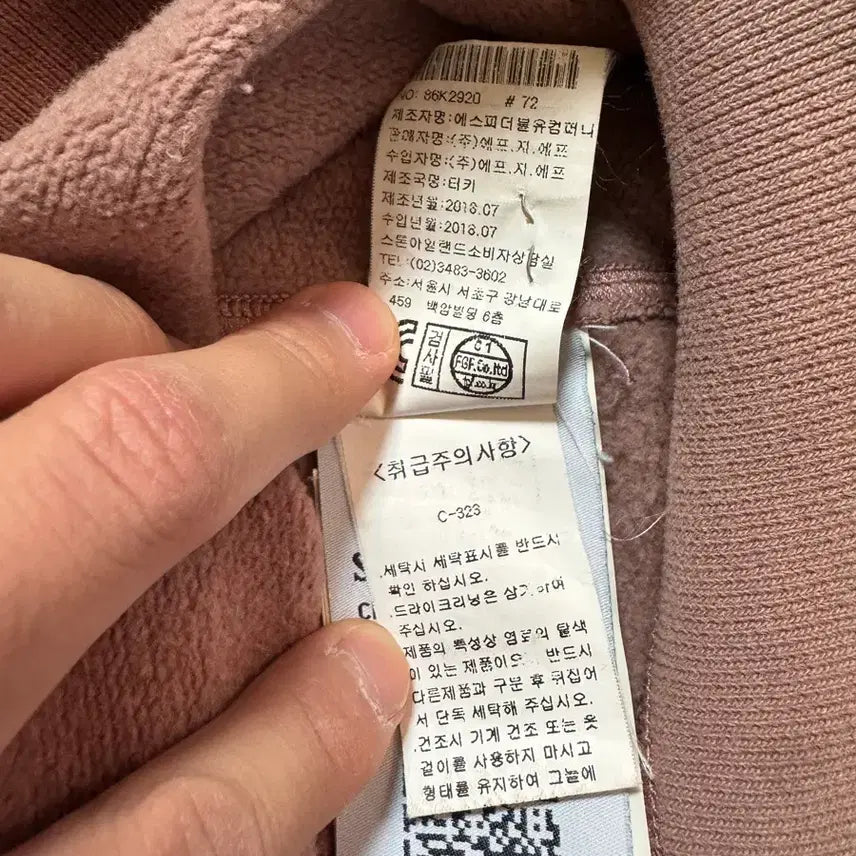 NO: 86K2920 # 72
제조자명:에스피더블유컴퍼니
판매자명:(주)에프.지.에프
수입자명:(주)에프.지.에프
제조국명:터키
제조년월:2018.07
수입년월:2018.07
스톤아일랜드소비자상담실
TEL:(02)3483-3602
주소:서울시 서초구 강남대로
459 백암빌딩 6층
검사필
FGF.Co.ltd
<취급주의사항>
C-323
.세탁시 세탁표시를 반드시
확인 하십시오.
.드라이크리닝은 삼가하여
주십시오.
제품의 특성상 염료의 탈색
이 있는 제품이오니 반드시
다른제품과 구분 후 뒤집어
서 단독 세탁해 주십시오.
.건조시 기계 건조 또는 옷
걸이를 사용하지 마시고
형태를 유지하여 그늘에